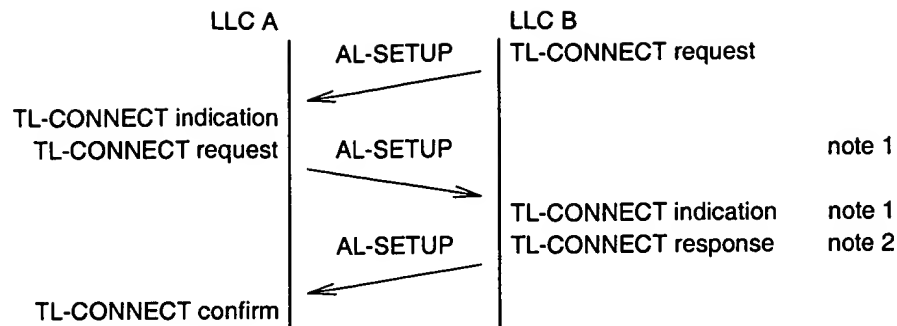 LLC A LLC B
AL-SETUP TL-CONNECT request
TL-CONNECT indication
TL-CONNECT request AL-SETUP note 1
TL-CONNECT indication note 1
AL-SETUP TL-CONNECT response note 2
TL-CONNECT confirm